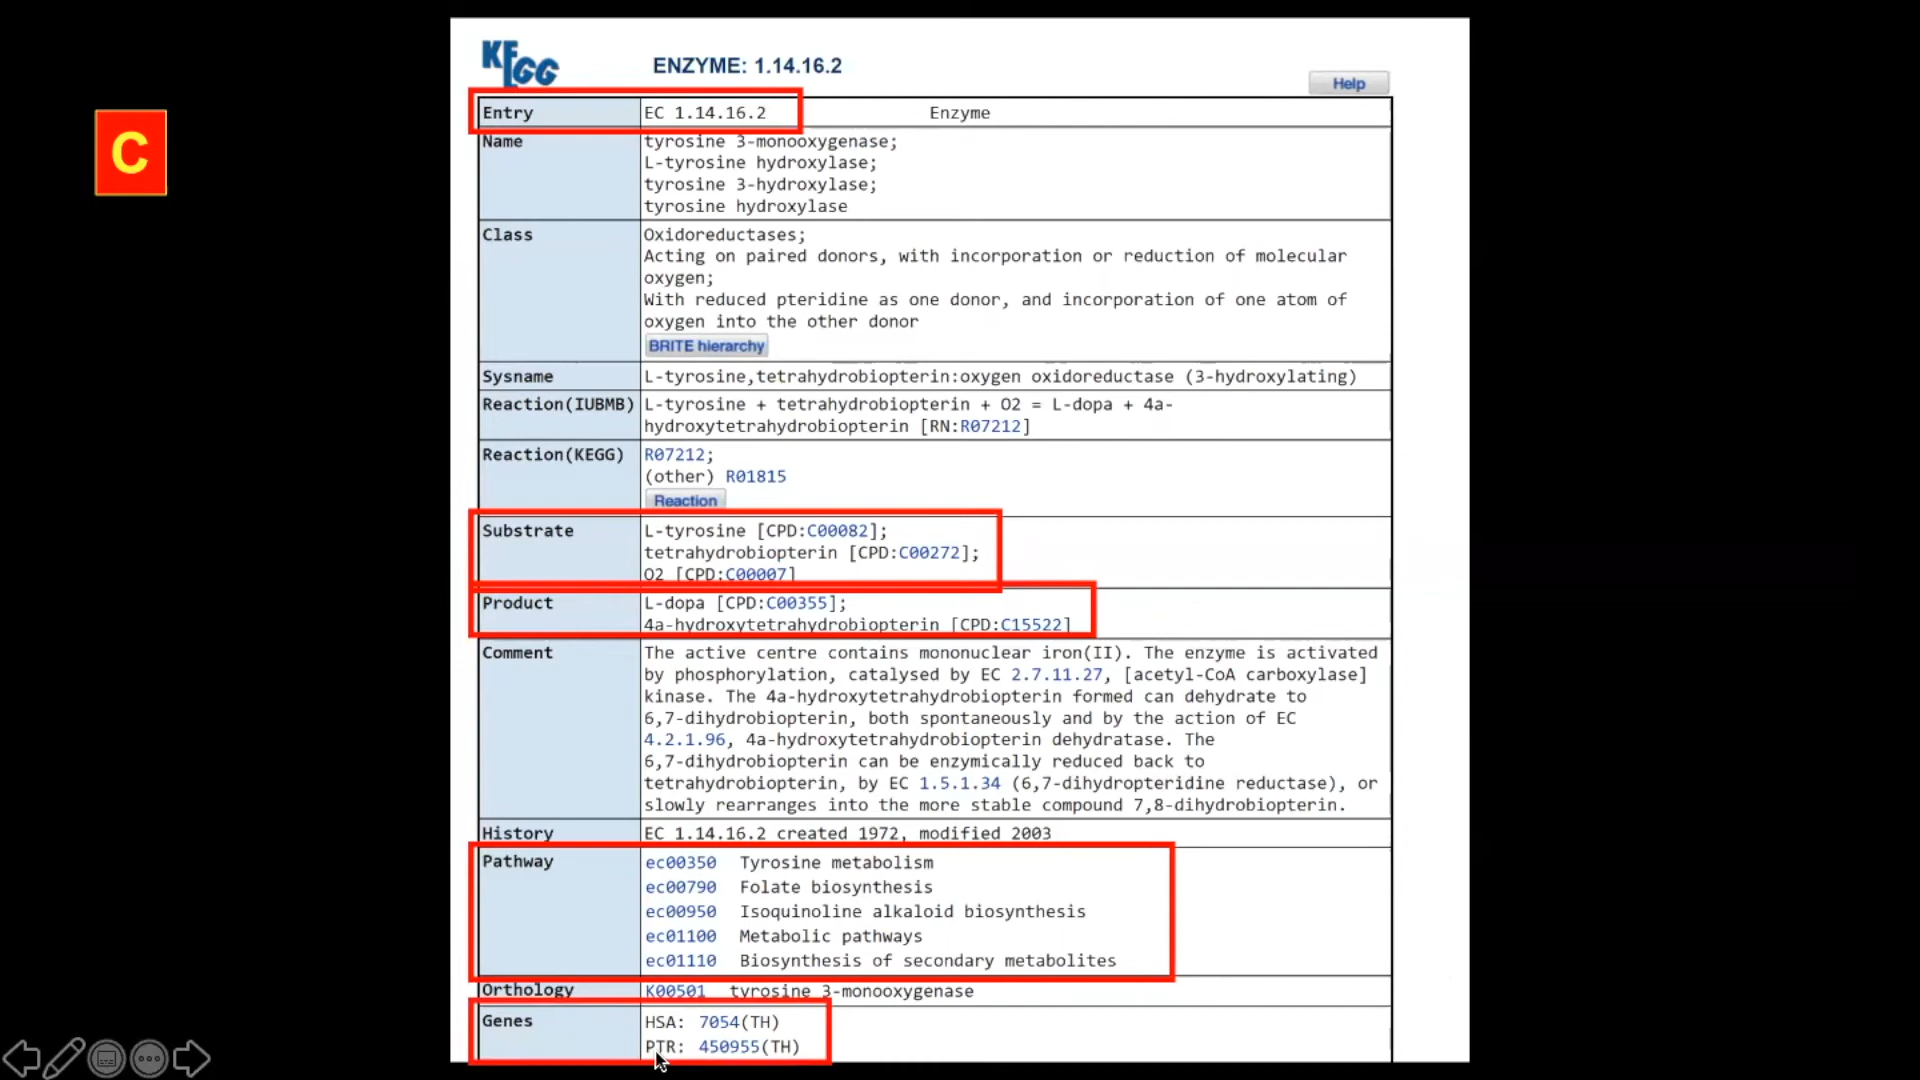 C
KEGG
ENZYME: 1.14.16.2
Help
Entry EC 1.14.16.2 Enzyme
Name tyrosine 3-monooxygenase;
L-tyrosine hydroxylase;
tyrosine 3-hydroxylase;
tyrosine hydroxylase
Class Oxidoreductases;
Acting on paired donors, with incorporation or reduction of molecular
oxygen;
With reduced pteridine as one donor, and incorporation of one atom of
oxygen into the other donor
BRITE hierarchy
Sysname L-tyrosine,tetrahydrobiopterin:oxygen oxidoreductase (3-hydroxylating)
Reaction(IUBMB) L-tyrosine + tetrahydrobiopterin + O2 = L-dopa + 4a-
hydroxytetrahydrobiopterin [RN:R07212]
Reaction(KEGG) R07212;
(other) R01815
Reaction
Substrate L-tyrosine [CPD:C00082];
tetrahydrobiopterin [CPD:C00272];
O2 [CPD:C00007]
Product L-dopa [CPD:C00355];
4a-hydroxytetrahydrobiopterin [CPD:C15522]
Comment The active centre contains mononuclear iron(II). The enzyme is activated
by phosphorylation, catalysed by EC 2.7.11.27, [acetyl-CoA carboxylase]
kinase. The 4a-hydroxytetrahydrobiopterin formed can dehydrate to
6,7-dihydrobiopterin, both spontaneously and by the action of EC
4.2.1.96, 4a-hydroxytetrahydrobiopterin dehydratase. The
6,7-dihydrobiopterin can be enzymically reduced back to
tetrahydrobiopterin, by EC 1.5.1.34 (6,7-dihydropteridine reductase), or
slowly rearranges into the more stable compound 7,8-dihydrobiopterin.
History EC 1.14.16.2 created 1972, modified 2003
Pathway ec00350 Tyrosine metabolism
ec00790 Folate biosynthesis
ec00950 Isoquinoline alkaloid biosynthesis
ec01100 Metabolic pathways
ec01110 Biosynthesis of secondary metabolites
Orthology K00501 tyrosine 3-monooxygenase
Genes HSA: 7054(TH)
PTR: 450955(TH)